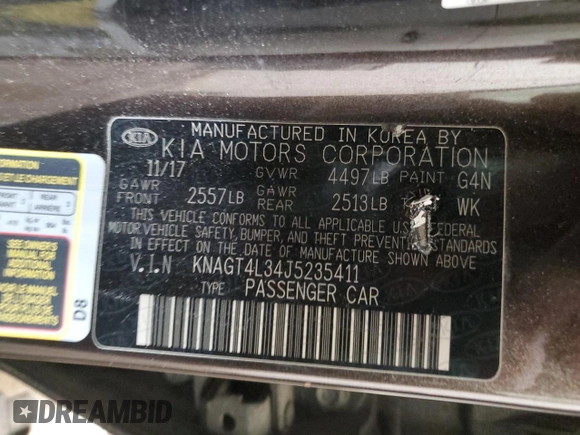 KIA
MANUFACTURED IN KOREA BY
KIA MOTORS CORPORATION
11/17 GVWR 4497LB PAINT G4N
GAWR FRONT 2557LB GAWR REAR 2513LB WK
THIS VEHICLE CONFORMS TO ALL APPLICABLE U.S. FEDERAL
MOTOR VEHICLE SAFETY, BUMPER, AND THEFT PREVENTION STANDARDS
IN EFFECT ON THE DATE OF MANUFACTURE SHOWN ABOVE.
V.I.N KNAGT4L34J5235411
TYPE PASSENGER CAR
D8
DREAMBID